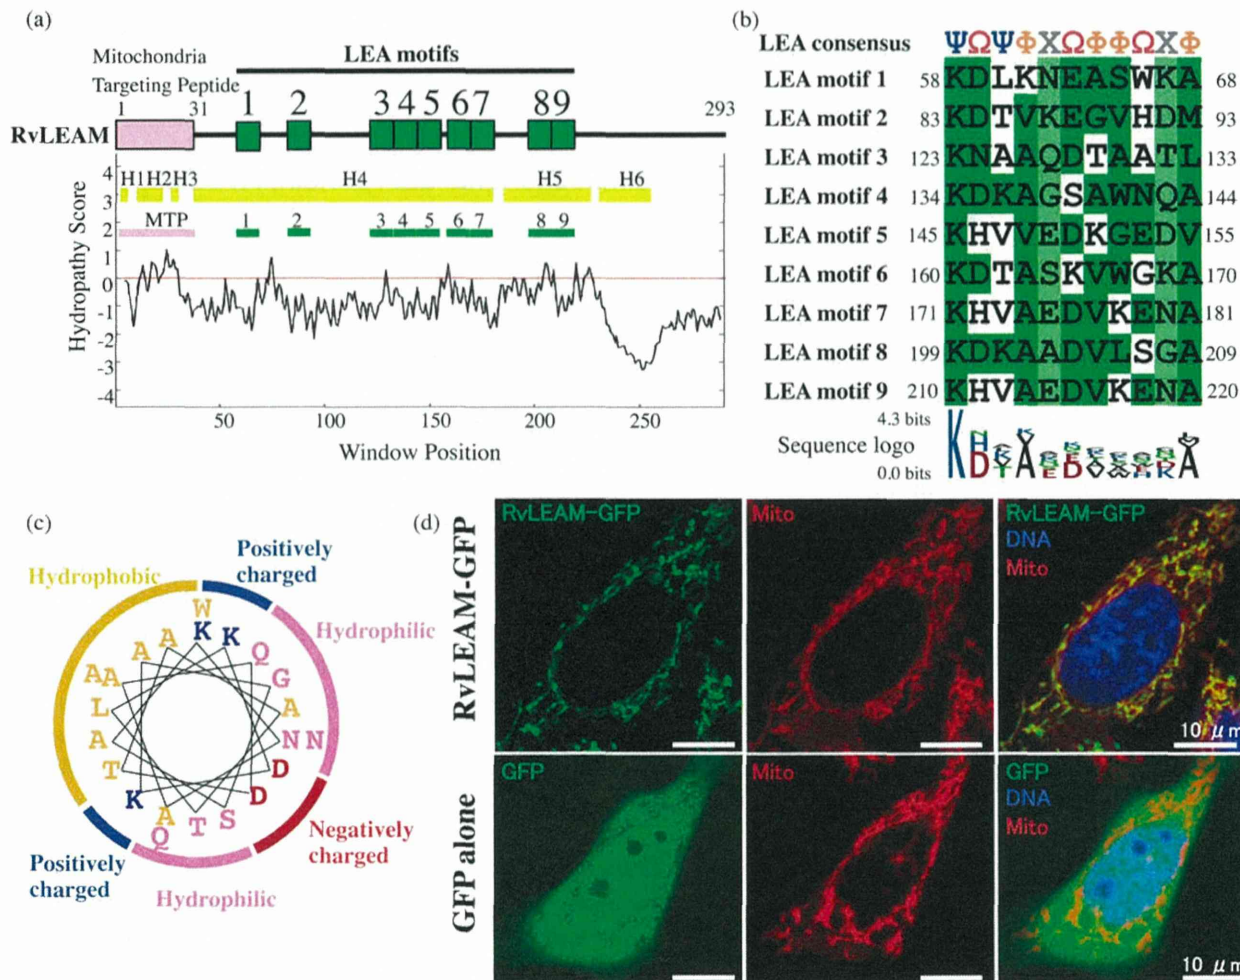 (a)
Mitochondria
Targeting Peptide
LEA motifs
1 31 1 2 3 4 5 6 7 8 9 293
RvLEAM
H1 H2 H3 H4 H5 H6
MTP 1 2 3 4 5 6 7 8 9
Hydropathy Score
4
3
2
1
0
-1
-2
-3
-4
50 100 150 200 250
Window Position
(b)
LEA consensus ΨΩΨΦΧΩΦΦΩΧΦ
LEA motif 1 58 KDLKNEASWKA 68
LEA motif 2 83 KDTVKEGVHDM 93
LEA motif 3 123 KNAAQDTAATL 133
LEA motif 4 134 KDKAGSAWNQA 144
LEA motif 5 145 KHVVEDKGEDV 155
LEA motif 6 160 KDTASKVWGKA 170
LEA motif 7 171 KHVAEDVKENA 181
LEA motif 8 199 KDKAADVLSGA 209
LEA motif 9 210 KHVAEDVKENA 220
4.3 bits
Sequence logo
0.0 bits
(c)
Hydrophobic
Positively
charged
Hydrophilic
Negatively
charged
Hydrophilic
Positively
charged
W
K K Q G A N N D D S T Q A K T A L A A A A
(d)
RvLEAM-GFP
RvLEAM-GFP
Mito
RvLEAM-GFP
DNA
Mito
10 μm
GFP alone
GFP
Mito
GFP
DNA
Mito
10 μm